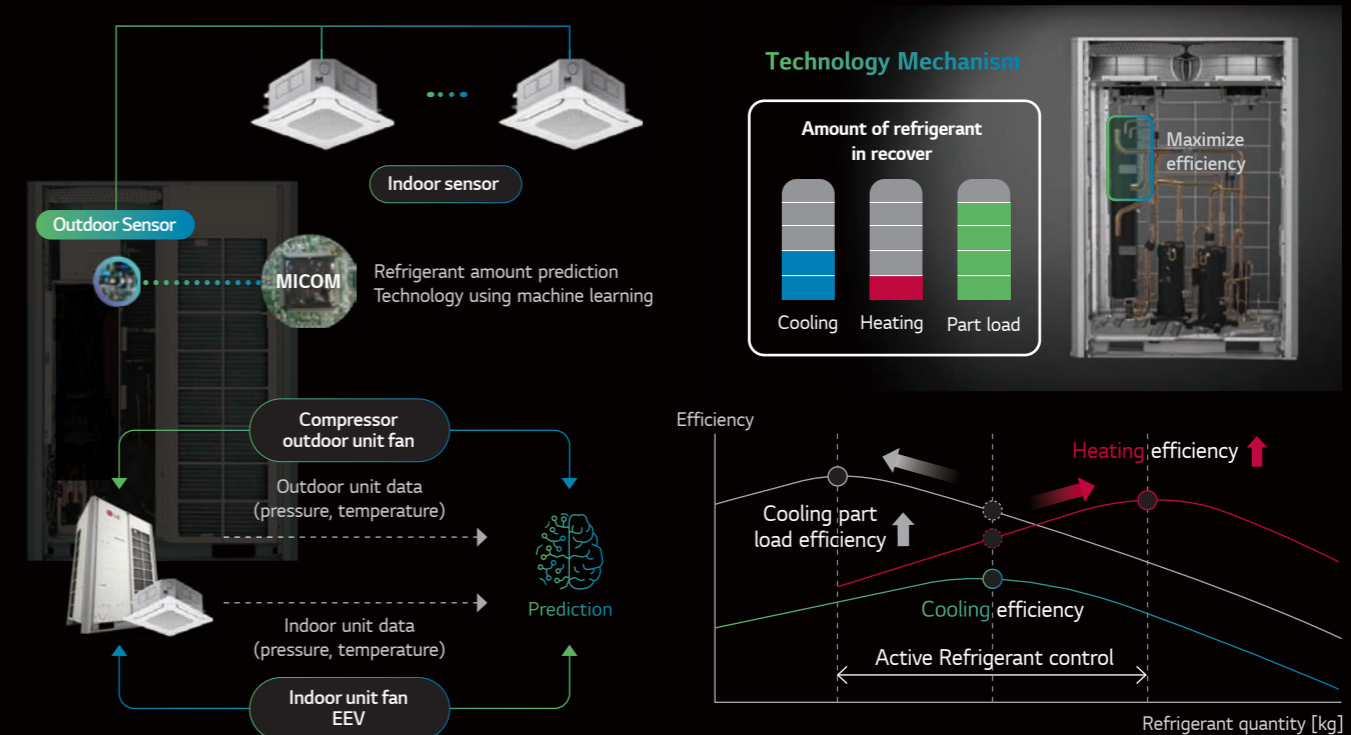 Indoor sensor
Outdoor Sensor
MICOM
Refrigerant amount prediction
Technology using machine learning
Compressor
outdoor unit fan
Outdoor unit data
(pressure, temperature)
LG
Prediction
Indoor unit data
(pressure, temperature)
Indoor unit fan
EEV
Technology Mechanism
Amount of refrigerant
in recover
Cooling
Heating
Part load
Maximize
efficiency
Efficiency
Heating efficiency
Cooling part
load efficiency
Cooling efficiency
Active Refrigerant control
Refrigerant quantity [kg]